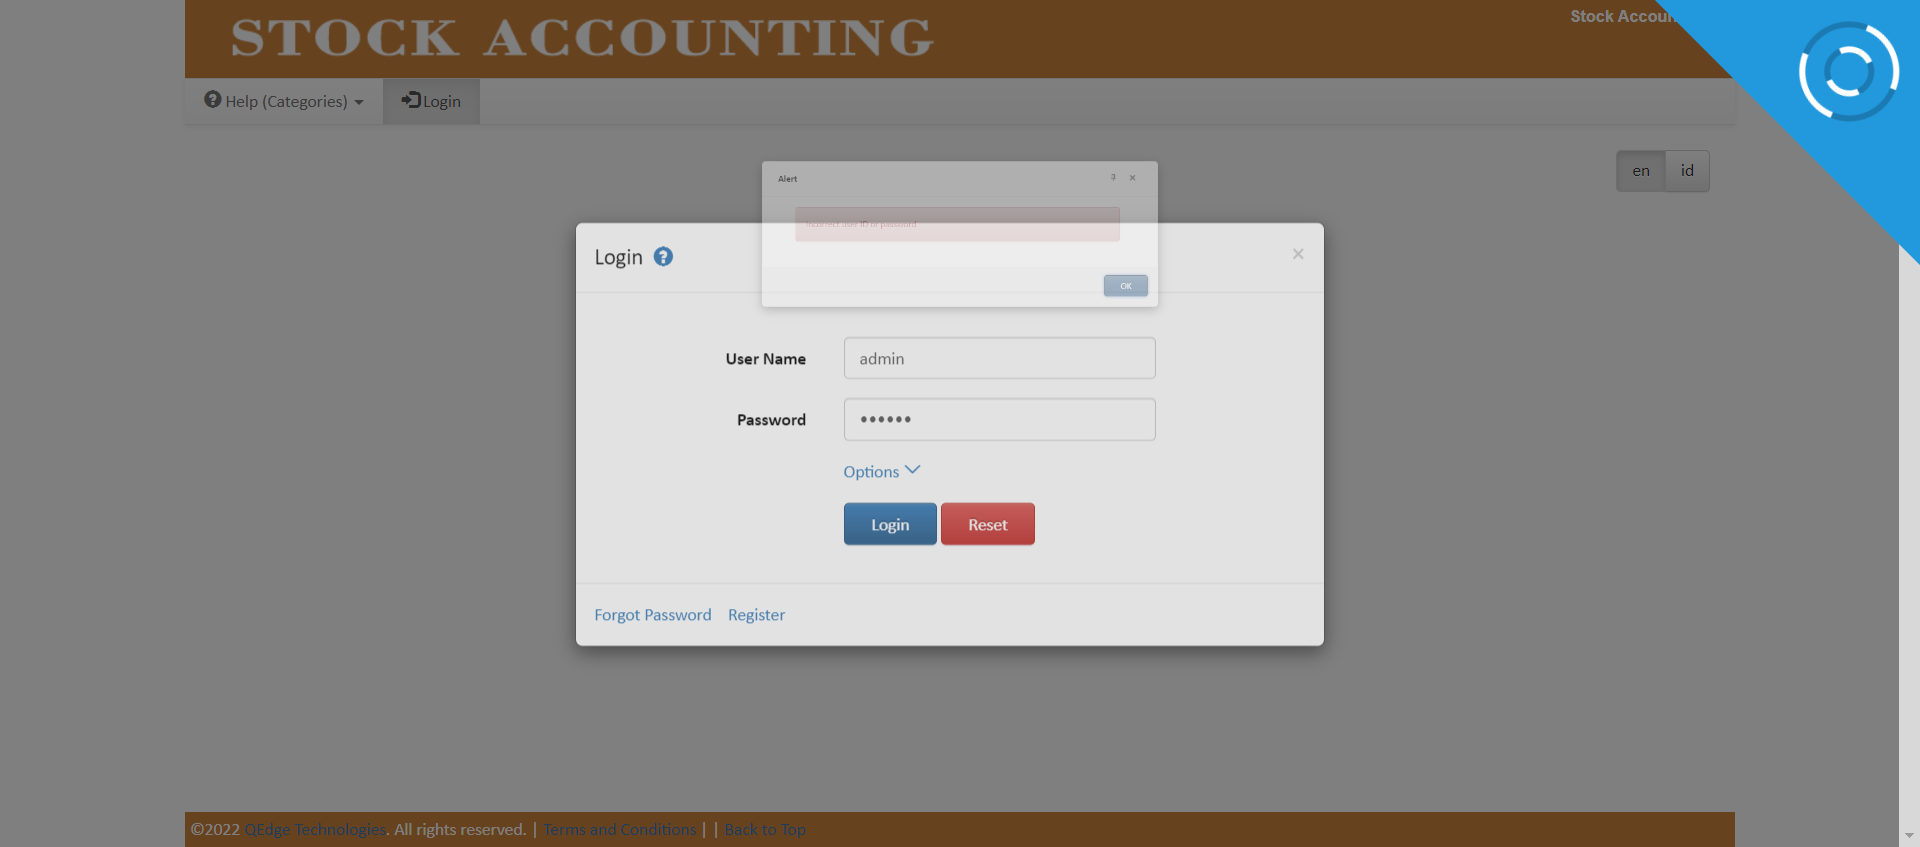 STOCK ACCOUNTING
Stock Accoun
Help (Categories)
Login
en id
Alert
Incorrect user ID or password
OK
Login
User Name admin
Password ••••••
Options
Login Reset
Forgot Password Register
©2022 QEdge Technologies. All rights reserved. | Terms and Conditions | | Back to Top